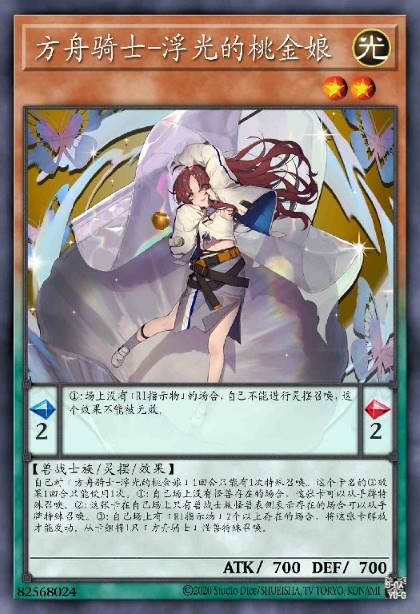 方舟骑士-浮光的桃金娘
光
①:场上没有「RI指示物」的场合,自己不能进行灵摆召唤,这
个效果不能被无效。
2
2
【兽战士族/灵摆/效果】
自己对「方舟骑士-浮光的桃金娘」1回合只能有1次特殊召唤。这个卡名的①效
果1回合只能使用1次。①:自己场上没有怪兽存在的场合,这张卡可以从手牌特
殊召唤。②:这张卡在自己场上只有兽战士族怪兽表侧表示存在的场合可以从手
殊召唤。③:自己场上有「RI指示物」2个以上存在的场合,将这张卡解放
才能发动。从卡组将1只「方舟骑士」怪兽特殊召唤。
ATK/ 700 DEF/ 700
82568024
©2020 Studio Dice/SHUEISHA, TV TOKYO, KONAMI